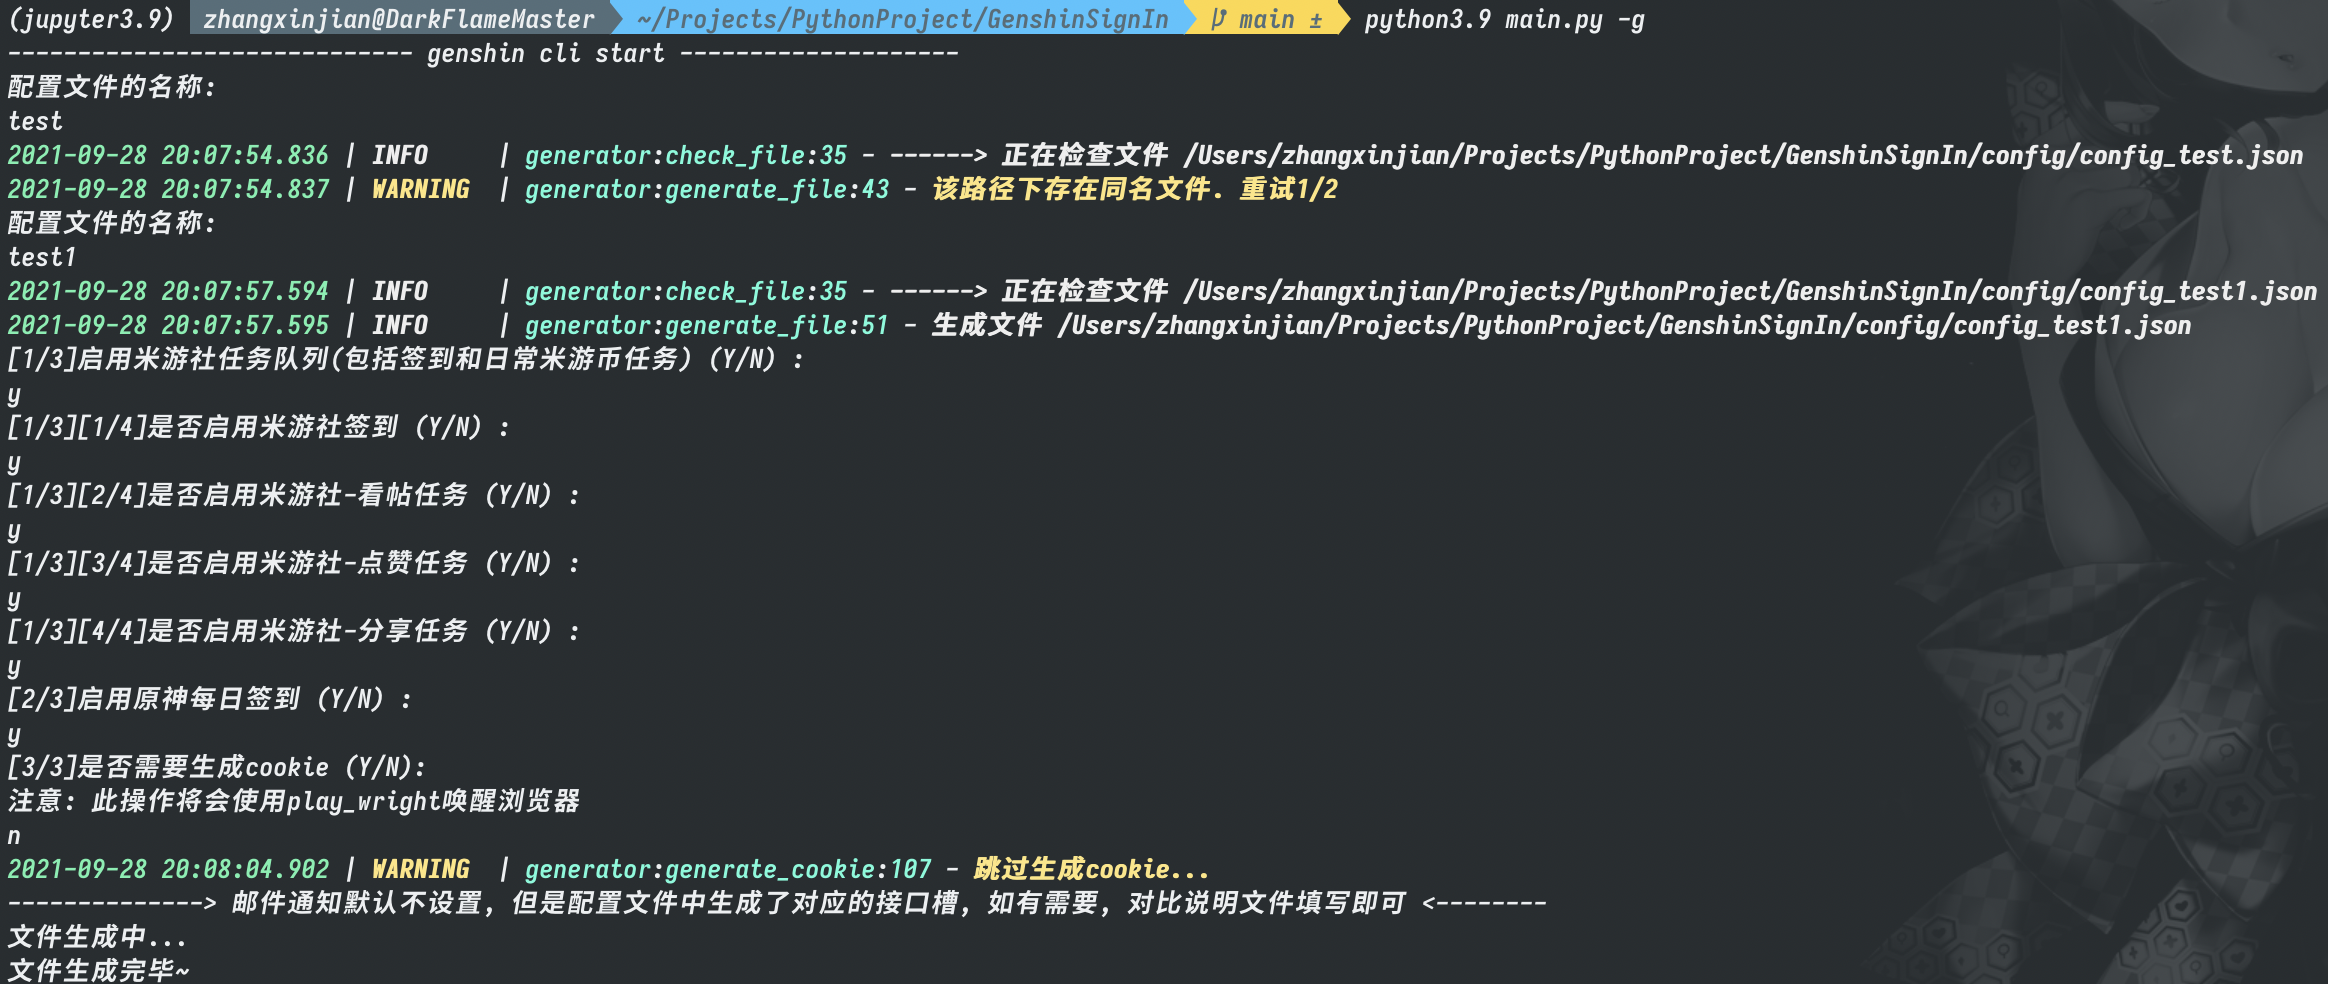 (jupyter3.9) zhangxinjian@DarkFlameMaster ~/Projects/PythonProject/GenshinSignIn main ± python3.9 main.py -g
----------------------------- genshin cli start --------------------
配置文件的名称:
test
2021-09-28 20:07:54.836 | INFO     | generator:check_file:35 - ------> 正在检查文件 /Users/zhangxinjian/Projects/PythonProject/GenshinSignIn/config/config_test.json
2021-09-28 20:07:54.837 | WARNING  | generator:generate_file:43 - 该路径下存在同名文件. 重试1/2
配置文件的名称:
test1
2021-09-28 20:07:57.594 | INFO     | generator:check_file:35 - ------> 正在检查文件 /Users/zhangxinjian/Projects/PythonProject/GenshinSignIn/config/config_test1.json
2021-09-28 20:07:57.595 | INFO     | generator:generate_file:51 - 生成文件 /Users/zhangxinjian/Projects/PythonProject/GenshinSignIn/config/config_test1.json
[1/3]启用米游社任务队列(包括签到和日常米游币任务) (Y/N) :
y
[1/3][1/4]是否启用米游社签到 (Y/N) :
y
[1/3][2/4]是否启用米游社-看帖任务 (Y/N) :
y
[1/3][3/4]是否启用米游社-点赞任务 (Y/N) :
y
[1/3][4/4]是否启用米游社-分享任务 (Y/N) :
y
[2/3]启用原神每日签到 (Y/N) :
y
[3/3]是否需要生成cookie (Y/N):
注意: 此操作将会使用play_wright唤醒浏览器
n
2021-09-28 20:08:04.902 | WARNING  | generator:generate_cookie:107 - 跳过生成cookie...
--------------> 邮件通知默认不设置, 但是配置文件中生成了对应的接口槽, 如有需要, 对比说明文件填写即可 <--------
文件生成中...
文件生成完毕~